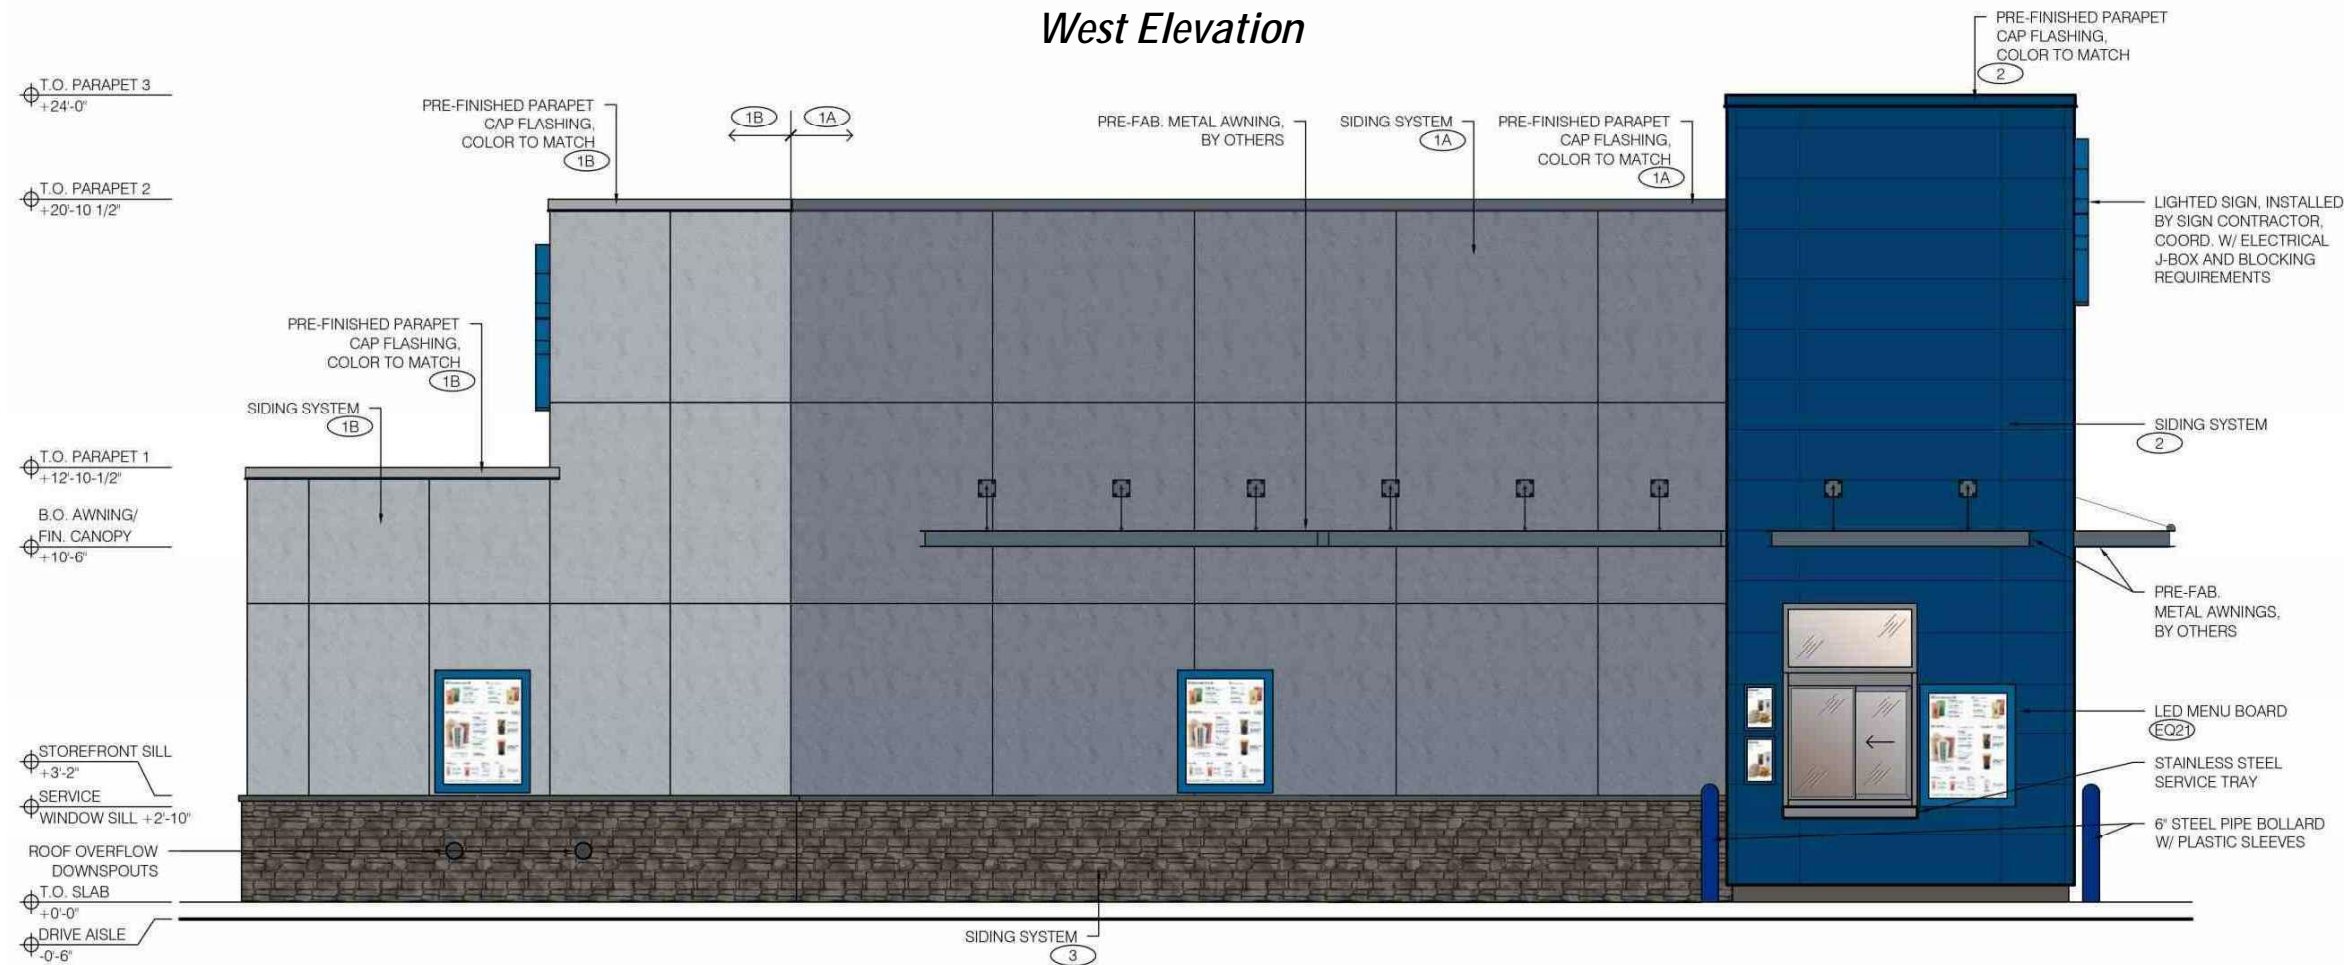 West Elevation
PRE-FINISHED PARAPET
CAP FLASHING,
COLOR TO MATCH
2
T.O. PARAPET 3
+24'-0"
PRE-FINISHED PARAPET
CAP FLASHING,
COLOR TO MATCH
1B
1B
1A
PRE-FAB. METAL AWNING,
BY OTHERS
SIDING SYSTEM
1A
PRE-FINISHED PARAPET
CAP FLASHING,
COLOR TO MATCH
1A
T.O. PARAPET 2
+20'-10 1/2"
LIGHTED SIGN, INSTALLED
BY SIGN CONTRACTOR,
COORD. W/ ELECTRICAL
J-BOX AND BLOCKING
REQUIREMENTS
PRE-FINISHED PARAPET
CAP FLASHING,
COLOR TO MATCH
1B
SIDING SYSTEM
1B
SIDING SYSTEM
2
T.O. PARAPET 1
+12'-10-1/2"
B.O. AWNING/
FIN. CANOPY
+10'-6"
PRE-FAB.
METAL AWNINGS,
BY OTHERS
LED MENU BOARD
EQ21
STOREFRONT SILL
+3'-2"
STAINLESS STEEL
SERVICE TRAY
SERVICE
WINDOW SILL +2'-10"
6" STEEL PIPE BOLLARD
W/ PLASTIC SLEEVES
ROOF OVERFLOW
DOWNSPOUTS
T.O. SLAB
+0'-0"
DRIVE AISLE
-0'-6"
SIDING SYSTEM
3